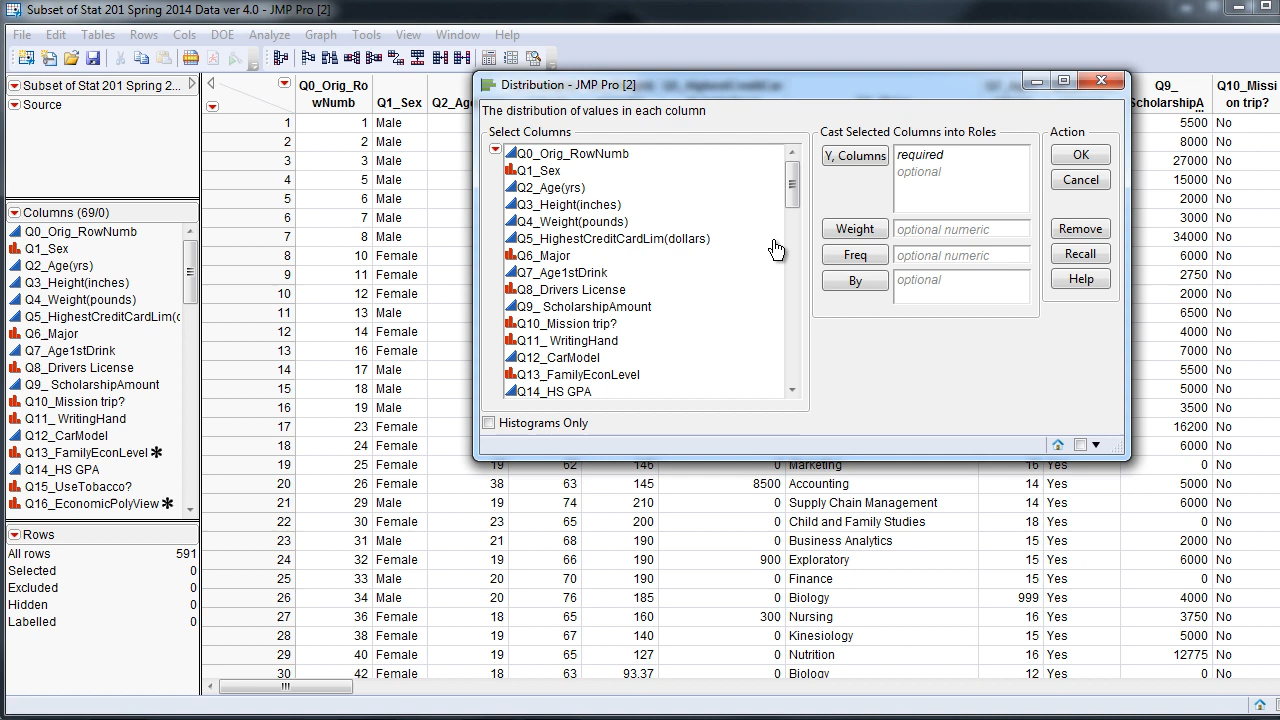 Subset of Stat 201 Spring 2014 Data ver 4.0 - JMP Pro [2]
File Edit Tables Rows Cols DOE Analyze Graph Tools View Window Help
Subset of Stat 201 Spring 2...
Source
Columns (69/0)
Q0_Orig_RowNumb
Q1_Sex
Q2_Age(yrs)
Q3_Height(inches)
Q4_Weight(pounds)
Q5_HighestCreditCardLim(c
Q6_Major
Q7_Age1stDrink
Q8_Drivers License
Q9_ ScholarshipAmount
Q10_Mission trip?
Q11_ WritingHand
Q12_CarModel
Q13_FamilyEconLevel
Q14_HS GPA
Q15_UseTobacco?
Q16_EconomicPolyView
Rows
All rows 591
Selected 0
Excluded 0
Hidden 0
Labelled 0
Distribution - JMP Pro [2]
The distribution of values in each column
Select Columns
Q0_Orig_RowNumb
Q1_Sex
Q2_Age(yrs)
Q3_Height(inches)
Q4_Weight(pounds)
Q5_HighestCreditCardLim(dollars)
Q6_Major
Q7_Age1stDrink
Q8_Drivers License
Q9_ ScholarshipAmount
Q10_Mission trip?
Q11_ WritingHand
Q12_CarModel
Q13_FamilyEconLevel
Q14_HS GPA
Histograms Only
Cast Selected Columns into Roles
Y, Columns required
optional
Weight optional numeric
Freq optional numeric
By optional
Action
OK
Cancel
Remove
Recall
Help
Q0_Orig_Ro Q9_ Q10_Missi
wNumb Q1_Sex Q2_Age ScholarshipA on trip?
1 1 Male 5500 No
2 2 Male 8000 No
3 3 Male 27000 No
4 4 Male 15000 No
5 5 Male 2000 No
6 6 Male 3000 No
7 7 Male 34000 No
8 8 10 Female 6000 No
9 11 Female 2750 No
10 12 Female 2000 No
11 13 Male 6500 No
12 14 Female 4000 No
13 16 Female 7000 No
14 17 Male 5500 No
15 18 Male 5000 No
16 19 Male 3500 No
17 23 Female 16200 No
18 24 Female 6000 No
19 25 Female 19 62 146 0 Marketing 16 Yes 0 No
20 26 Female 38 63 145 8500 Accounting 14 Yes 5000 No
21 29 Male 19 74 210 0 Supply Chain Management 14 Yes 6000 No
22 30 Female 23 65 200 0 Child and Family Studies 18 Yes 0 No
23 31 Male 21 68 190 0 Business Analytics 15 Yes 2000 No
24 32 Female 19 66 190 900 Exploratory 15 Yes 6000 No
25 33 Male 20 70 190 0 Finance 15 Yes 0 No
26 34 Male 20 76 185 0 Biology 999 Yes 4000 No
27 36 Female 18 65 160 300 Nursing 16 Yes 3750 No
28 38 Female 19 67 140 0 Kinesiology 15 Yes 5000 No
29 40 Female 19 65 127 0 Nutrition 16 Yes 12775 No
30 42 Female 18 63 93.37 0 Biology 12 Yes 0 No